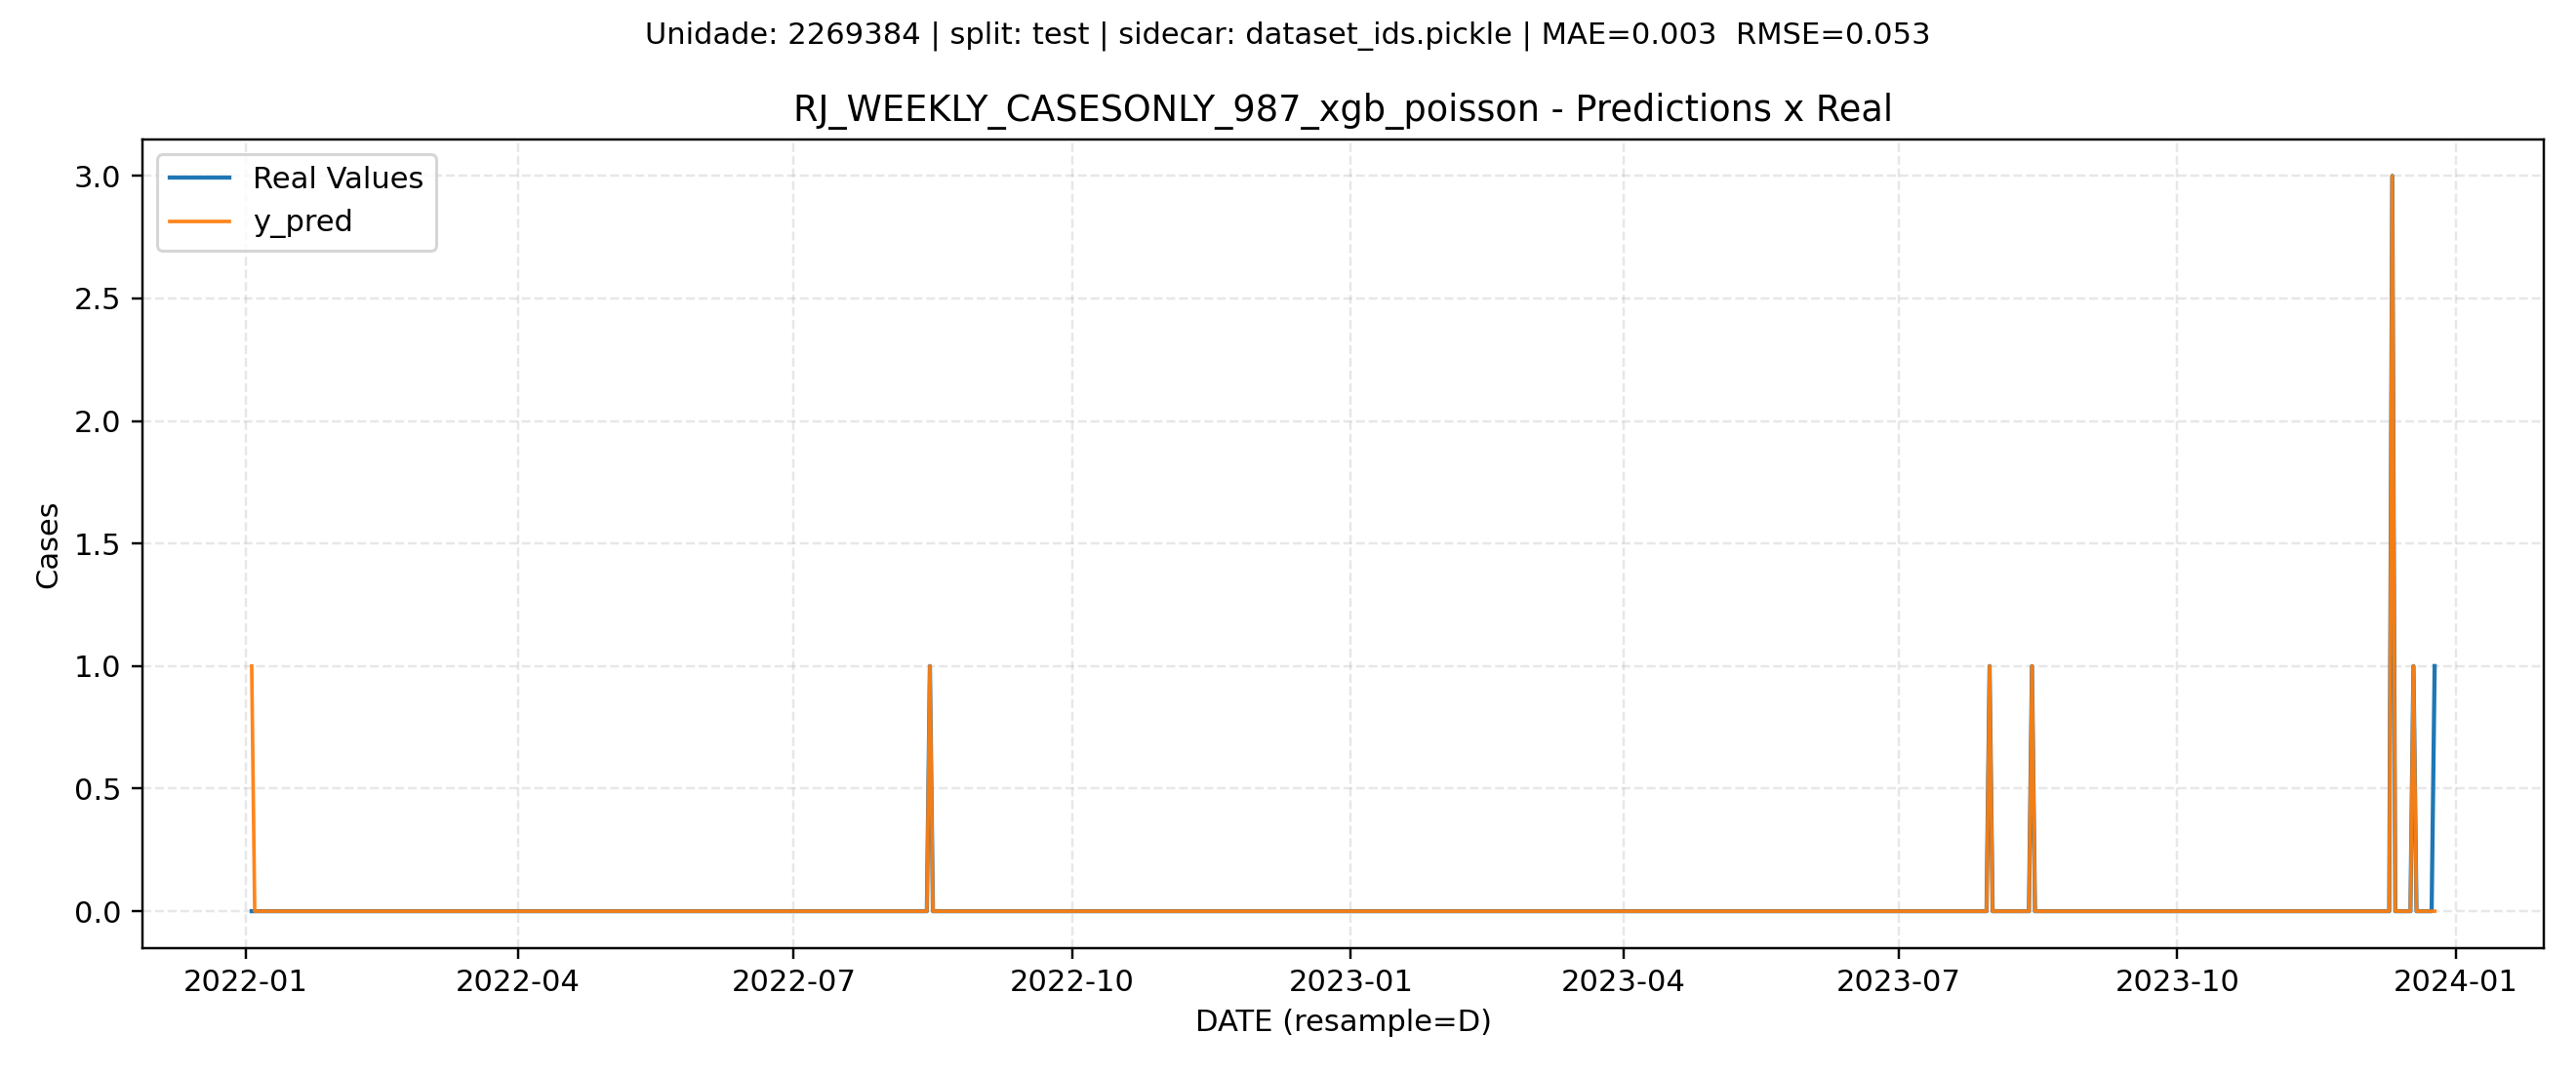 Unidade: 2269384 | split: test | sidecar: dataset_ids.pickle | MAE=0.003  RMSE=0.053
RJ_WEEKLY_CASESONLY_987_xgb_poisson - Predictions x Real
Real Values
y_pred
3.0
2.5
2.0
1.5
1.0
0.5
0.0
Cases
2022-01
2022-04
2022-07
2022-10
2023-01
2023-04
2023-07
2023-10
2024-01
DATE (resample=D)